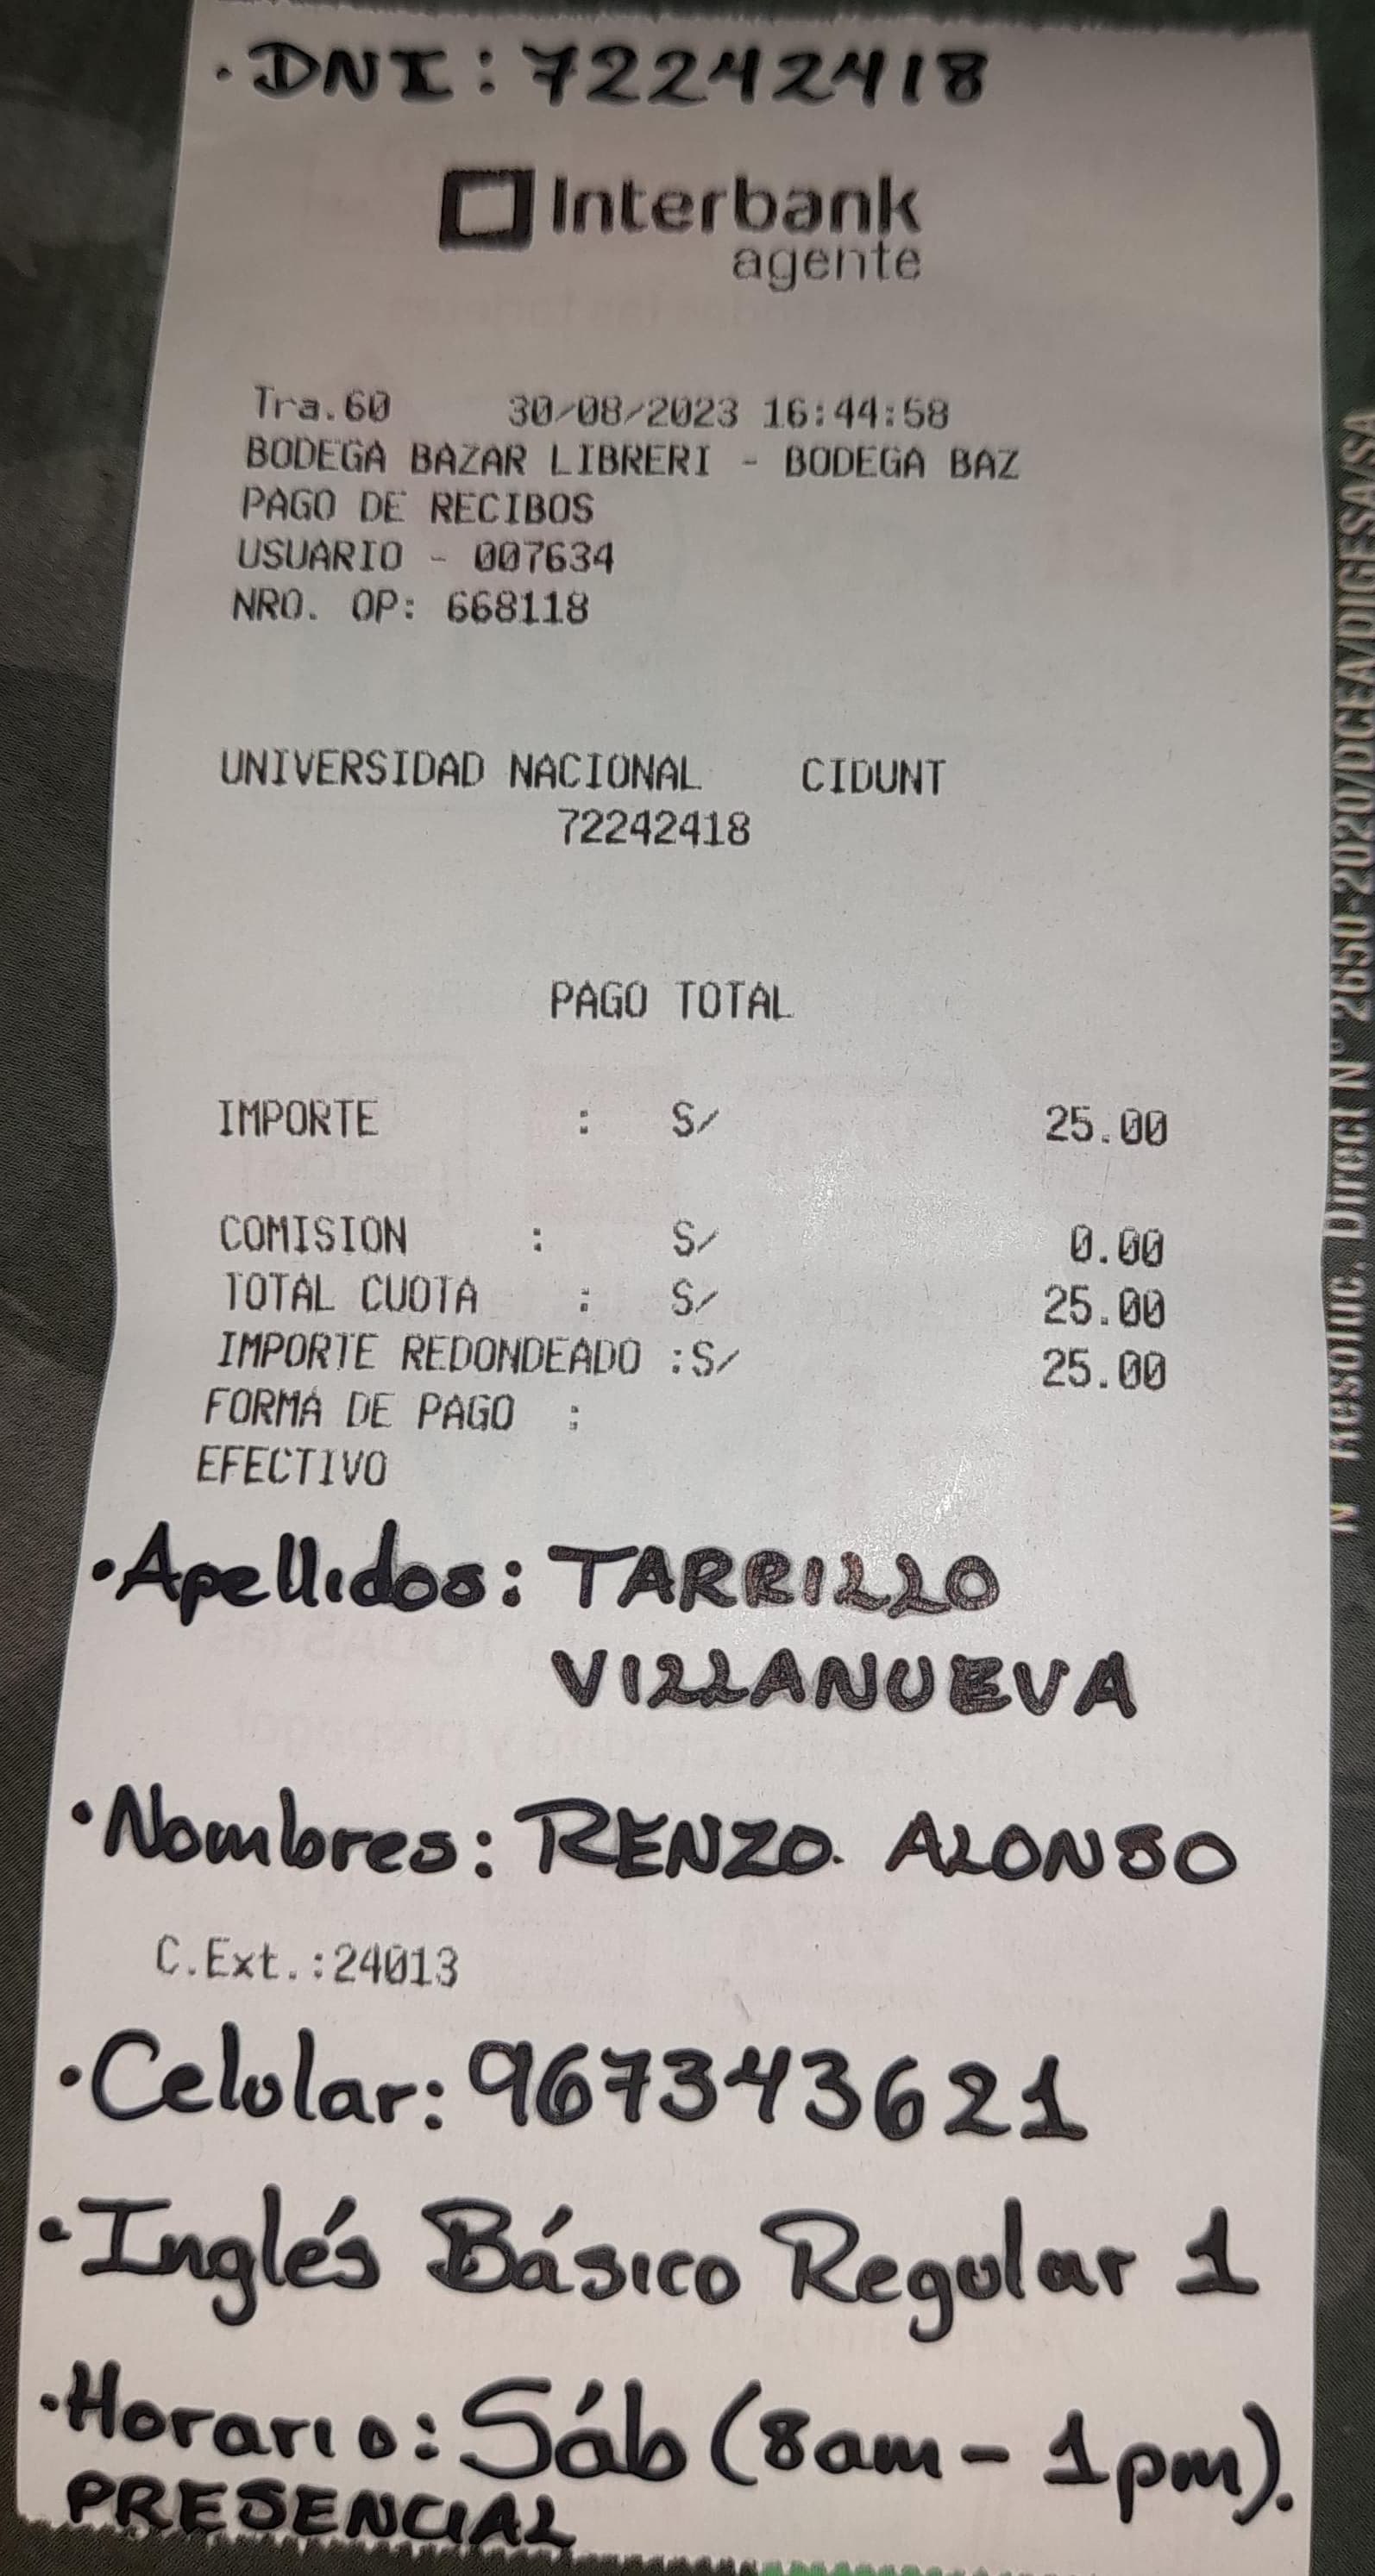 · DNI : 72242418
Interbank
agente
Tra.60 30/08/2023 16:44:58
BODEGA BAZAR LIBRERI - BODEGA BAZ
PAGO DE RECIBOS
USUARIO - 007634
NRO. OP: 668118
UNIVERSIDAD NACIONAL CIDUNT
72242418
PAGO TOTAL
IMPORTE : S/ 25.00
COMISION : S/ 0.00
TOTAL CUOTA : S/ 25.00
IMPORTE REDONDEADO :S/ 25.00
FORMA DE PAGO :
EFECTIVO
· Apellidos: TARRILLO
VILLANUEVA
· Nombres: RENZO. ALONSO
C.Ext.:24013
· Celular: 967343621
· Inglés Básico Regular 1
· Horario: Sáb (8am - 1pm).
PRESENCIAL